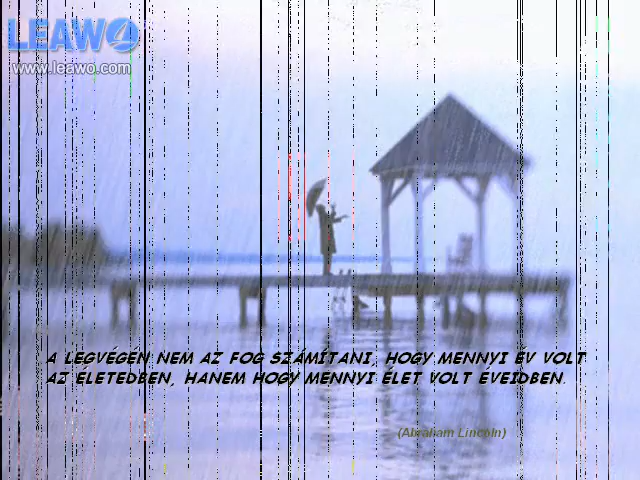 LEAWO
www.leawo.com
A LEGVÉGÉN NEM AZ FOG SZÁMÍTANI, HOGY MENNYI ÉV VOLT
AZ ÉLETEDBEN, HANEM HOGY MENNYI ÉLET VOLT ÉVEIDBEN.
(Abraham Lincoln)